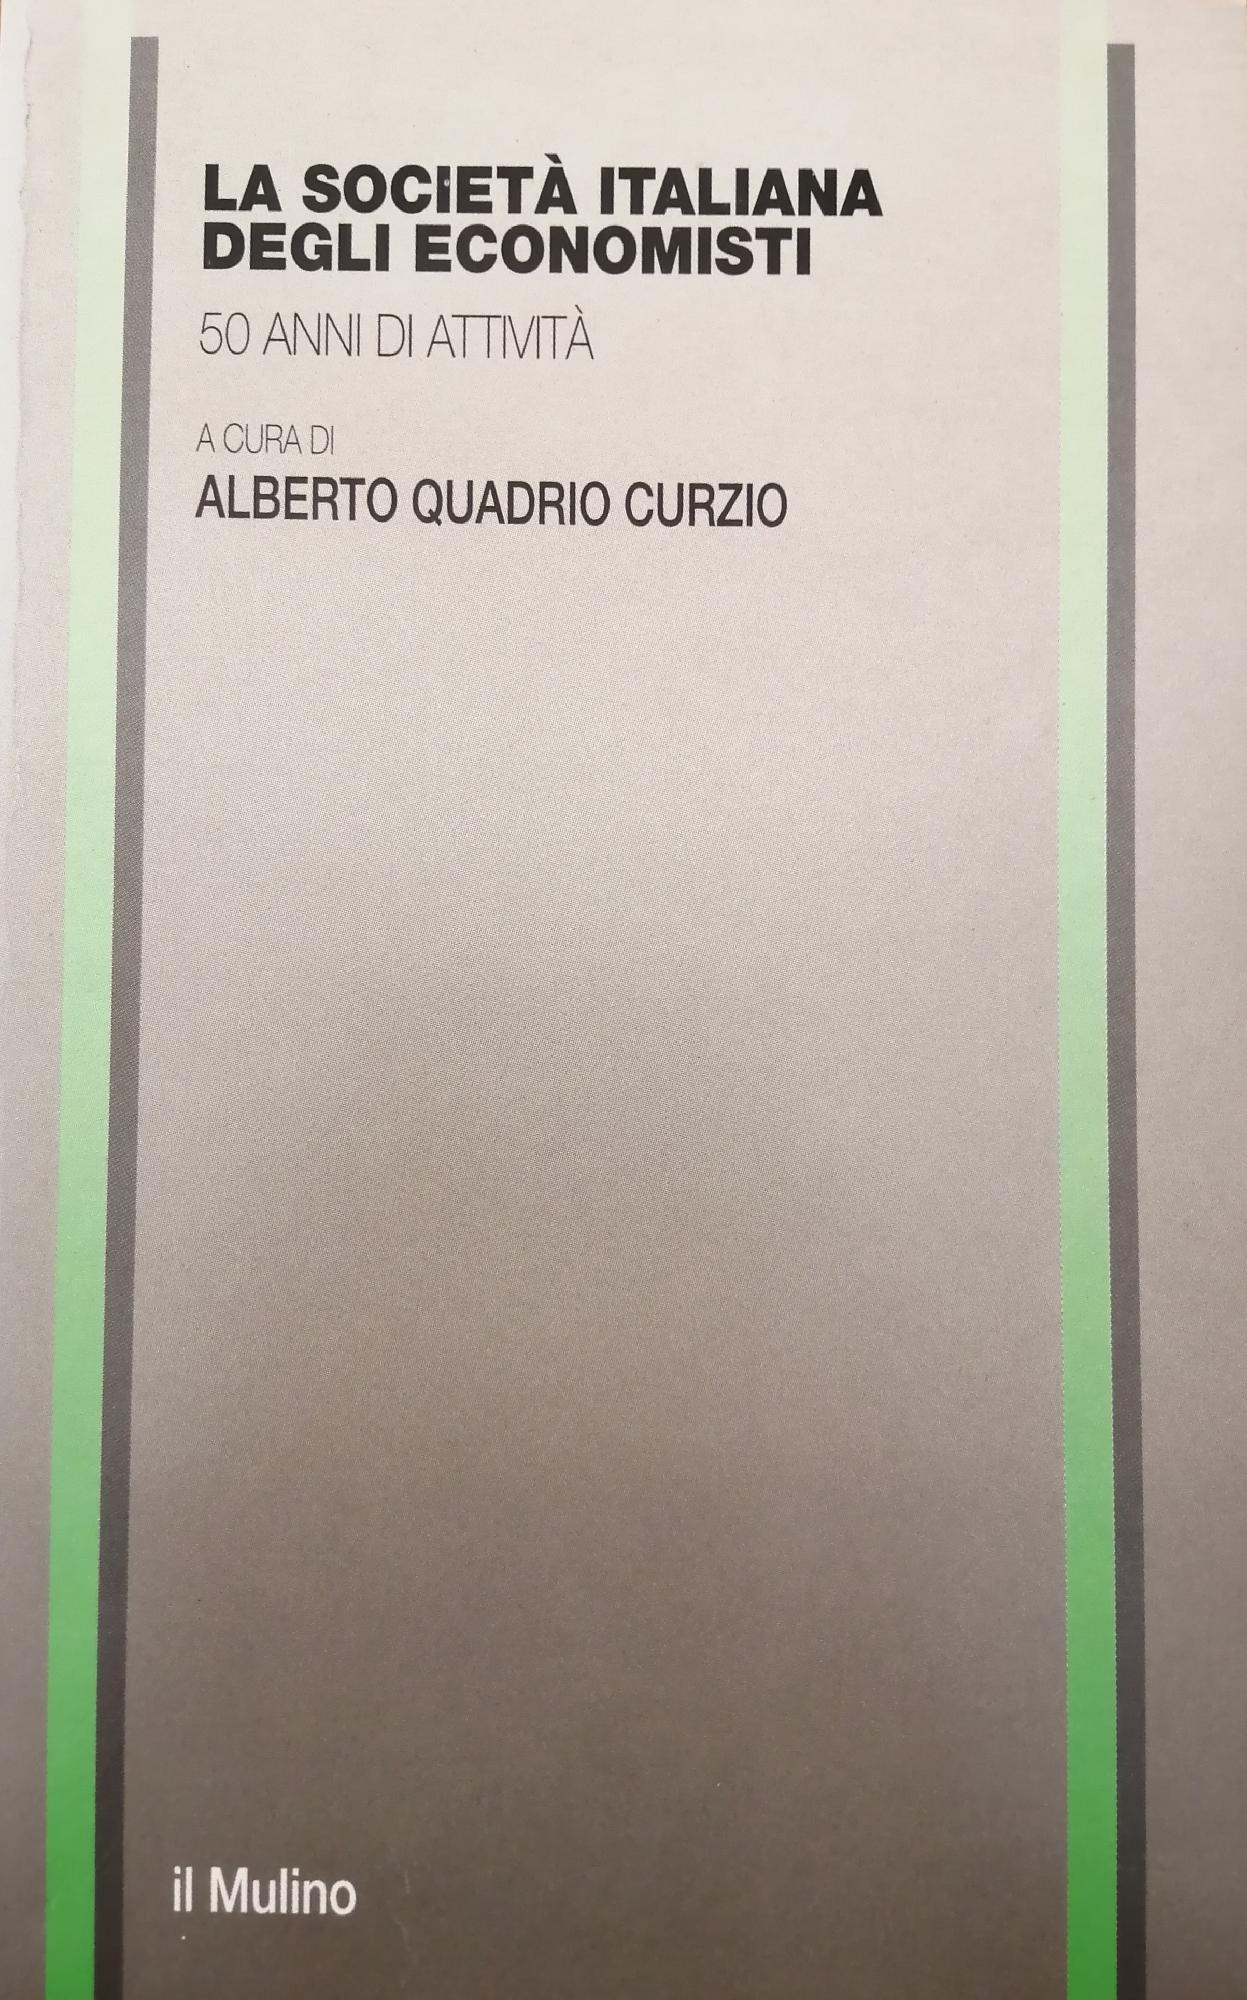 LA SOCIETÀ ITALIANA
DEGLI ECONOMISTI
50 ANNI DI ATTIVITÀ
A CURA DI
ALBERTO QUADRIO CURZIO
il Mulino